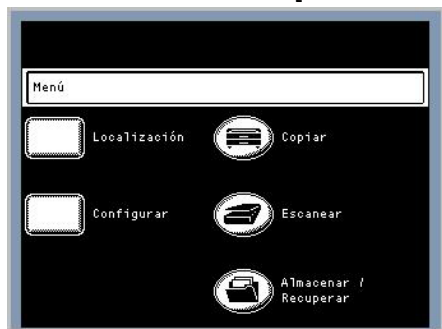 Menú
Localización
Copiar
Configurar
Escanear
Almacenar /
Recuperar